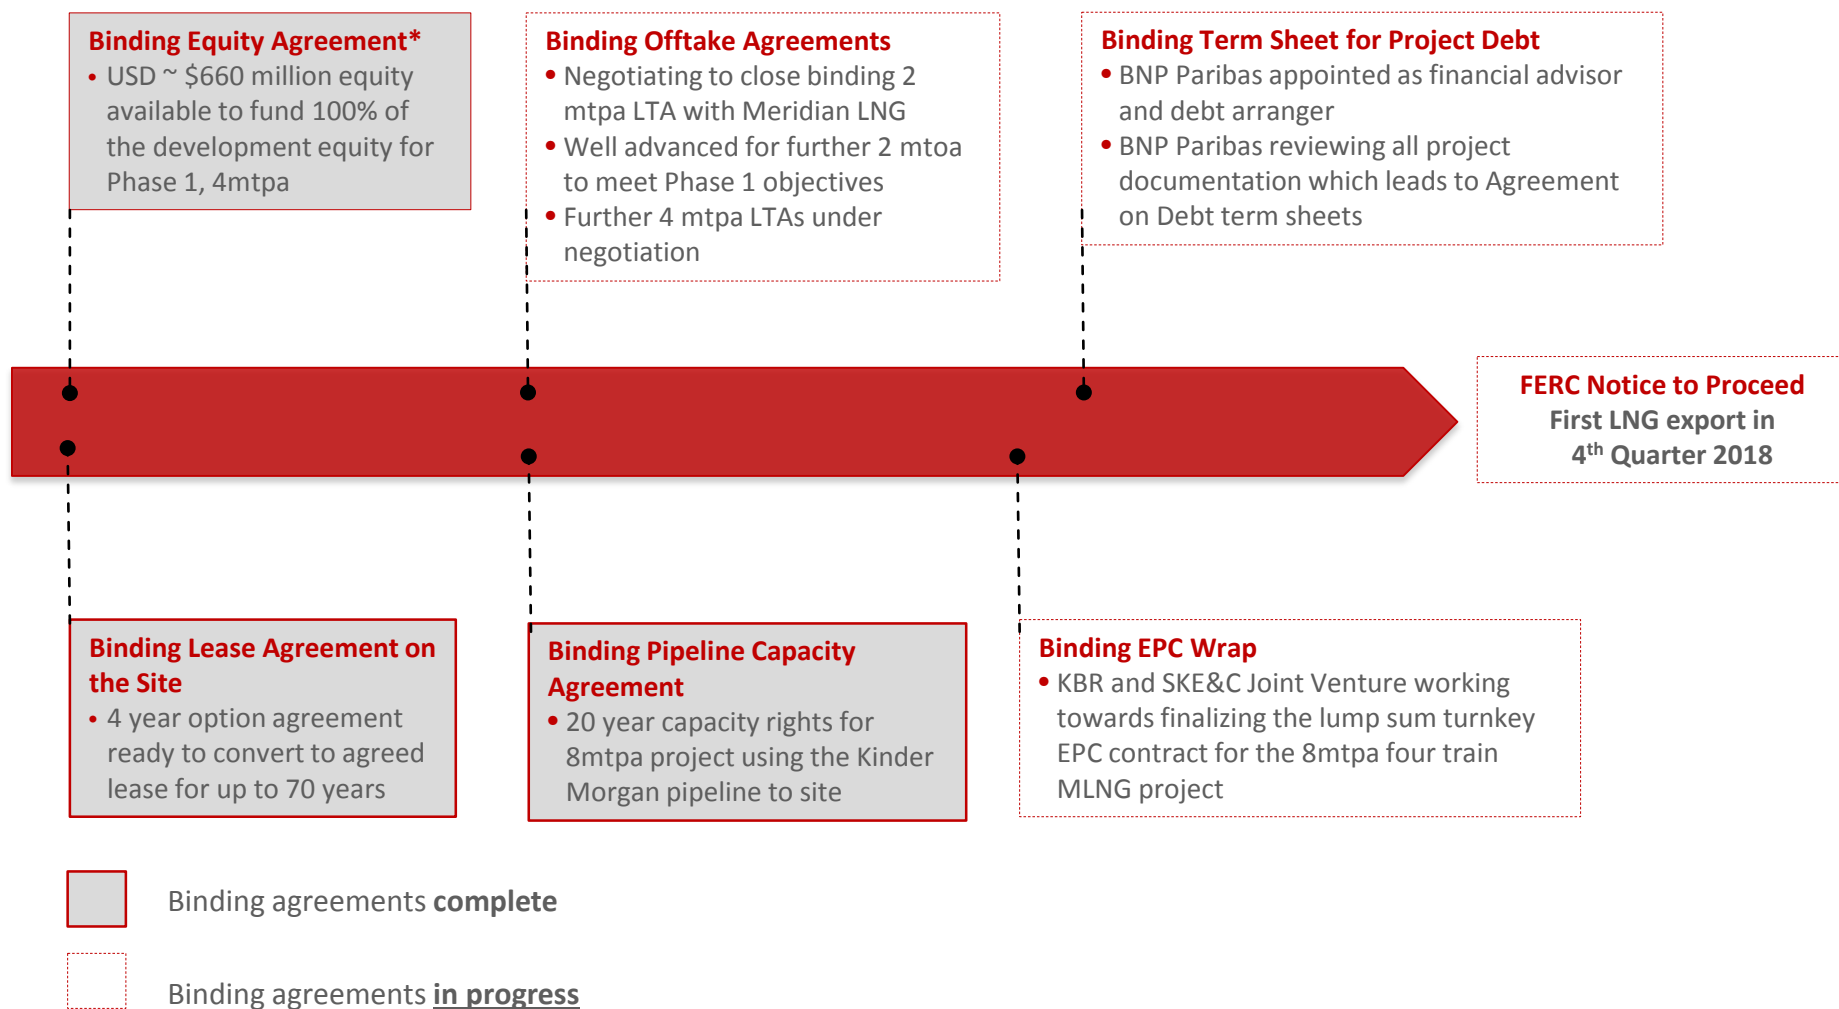 Binding Equity Agreement*
• USD ~ $660 million equity
available to fund 100% of
the development equity for
Phase 1, 4mtpa
Binding Offtake Agreements
• Negotiating to close binding 2
mtpa LTA with Meridian LNG
• Well advanced for further 2 mtoa
to meet Phase 1 objectives
• Further 4 mtpa LTAs under
negotiation
Binding Term Sheet for Project Debt
• BNP Paribas appointed as financial advisor
and debt arranger
• BNP Paribas reviewing all project
documentation which leads to Agreement
on Debt term sheets
FERC Notice to Proceed
First LNG export in
4th Quarter 2018
Binding Lease Agreement on
the Site
• 4 year option agreement
ready to convert to agreed
lease for up to 70 years
Binding Pipeline Capacity
Agreement
• 20 year capacity rights for
8mtpa project using the Kinder
Morgan pipeline to site
Binding EPC Wrap
• KBR and SKE&C Joint Venture working
towards finalizing the lump sum turnkey
EPC contract for the 8mtpa four train
MLNG project
Binding agreements complete
Binding agreements in progress